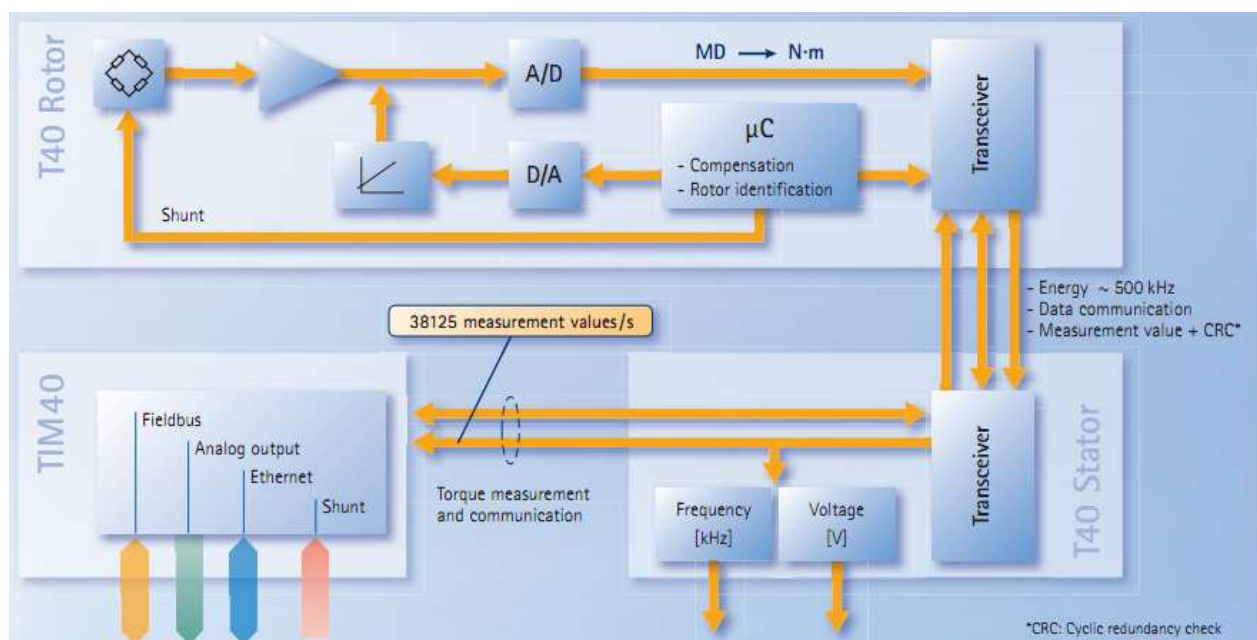 T40 Rotor
MD → N·m
A/D
Transceiver
µC
- Compensation
- Rotor identification
D/A
Shunt
- Energy ~ 500 kHz
- Data communication
- Measurement value + CRC*
38125 measurement values/s
TIM40
Fieldbus
Analog output
Ethernet
Shunt
Torque measurement
and communication
Frequency
[kHz]
Voltage
[V]
Transceiver
T40 Stator
*CRC: Cyclic redundancy check